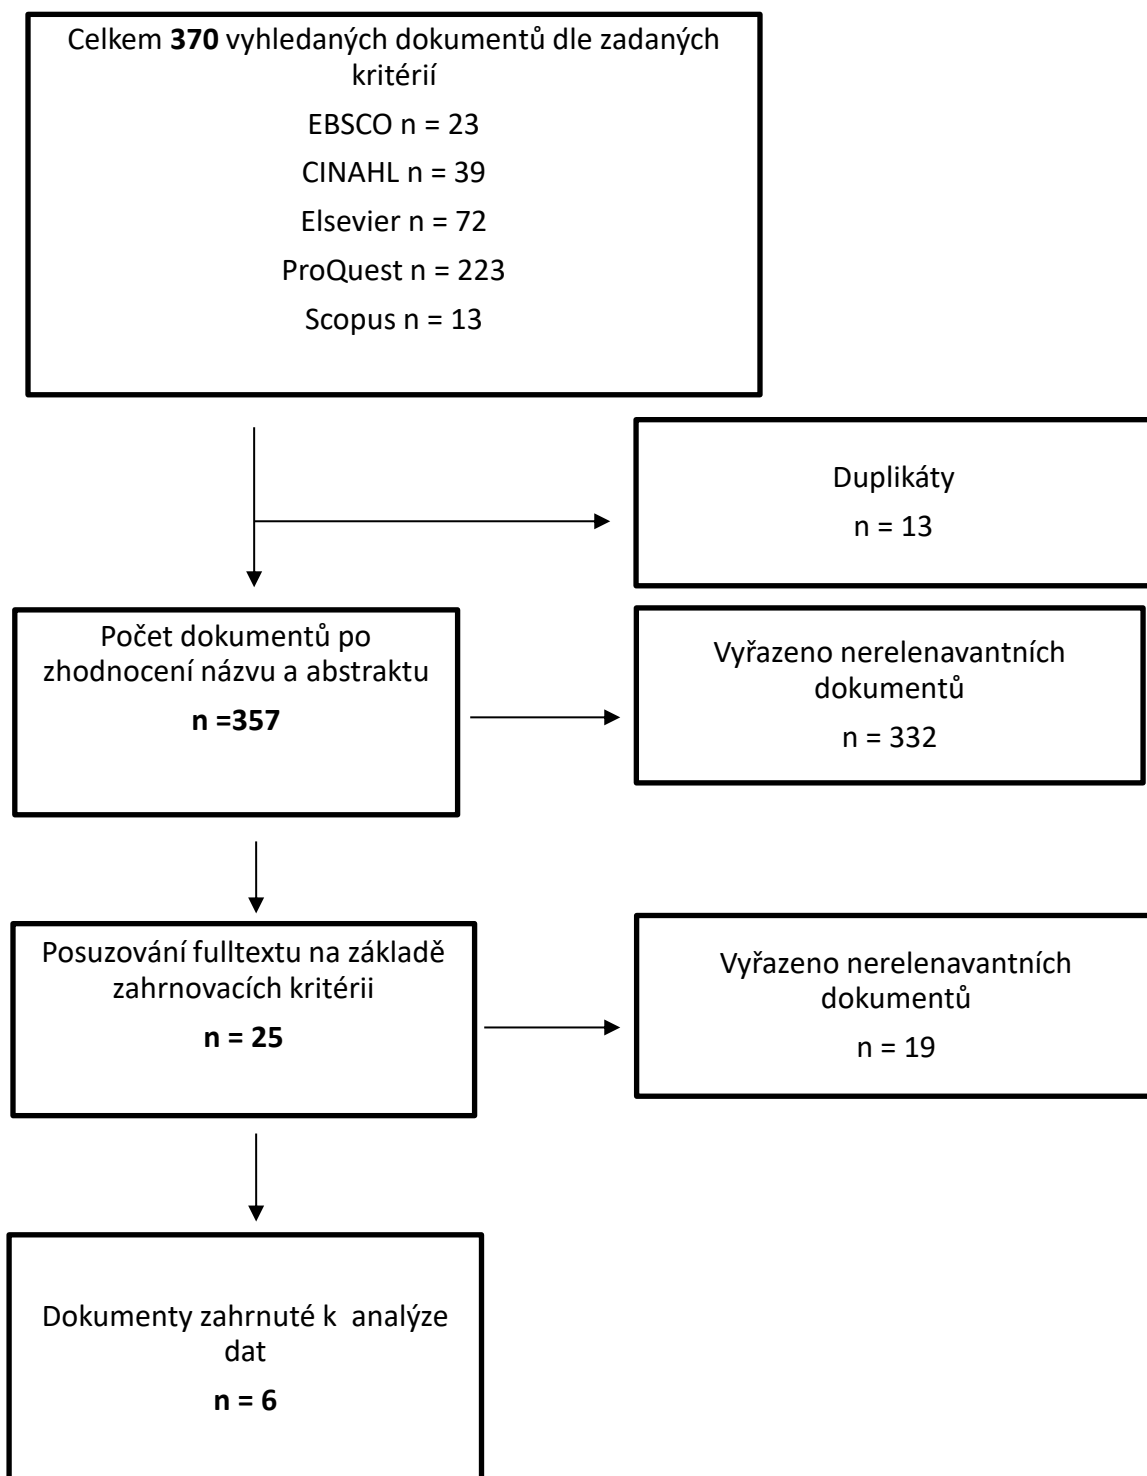 Celkem 370 vyhledaných dokumentů dle zadaných
kritérií
EBSCO n = 23
CINAHL n = 39
Elsevier n = 72
ProQuest n = 223
Scopus n = 13
Duplikáty
n = 13
Počet dokumentů po
zhodnocení názvu a abstraktu
n =357
Vyřazeno nerelenavantních
dokumentů
n = 332
Posuzování fulltextu na základě
zahrnovacích kritérii
n = 25
Vyřazeno nerelenavantních
dokumentů
n = 19
Dokumenty zahrnuté k  analýze
dat
n = 6